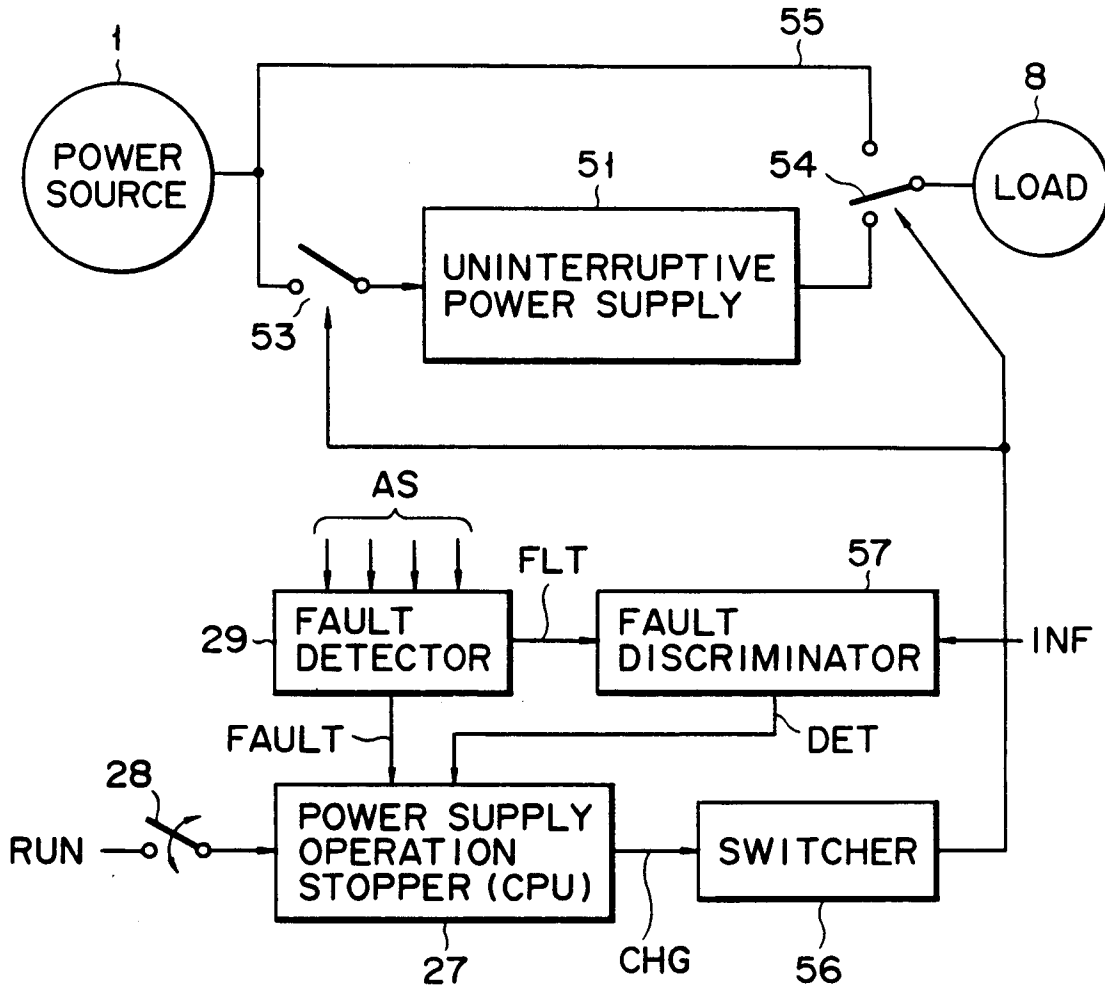 1
55
8
POWER
SOURCE
51
54
LOAD
UNINTERRUPTIVE
POWER SUPPLY
53
AS
FLT
57
29
FAULT
DETECTOR
FAULT
DISCRIMINATOR
INF
FAULT
DET
28
RUN
POWER SUPPLY
OPERATION
STOPPER (CPU)
SWITCHER
27
CHG
56